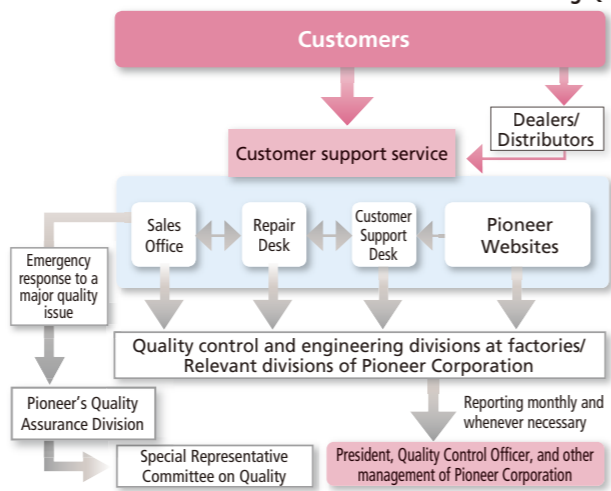 Customers
Dealers/
Distributors
Customer support service
Sales
Office
Repair
Desk
Customer
Support
Desk
Pioneer
Websites
Emergency
response to a
major quality
issue
Quality control and engineering divisions at factories/
Relevant divisions of Pioneer Corporation
Pioneer's Quality
Assurance Division
Reporting monthly and
whenever necessary
Special Representative
Committee on Quality
President, Quality Control Officer, and other
management of Pioneer Corporation